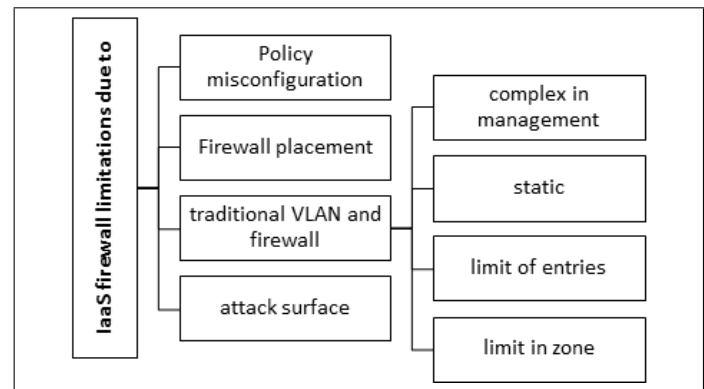 IaaS firewall limitations due to
Policy
misconfiguration
Firewall placement
traditional VLAN and
firewall
attack surface
complex in
management
static
limit of entries
limit in zone